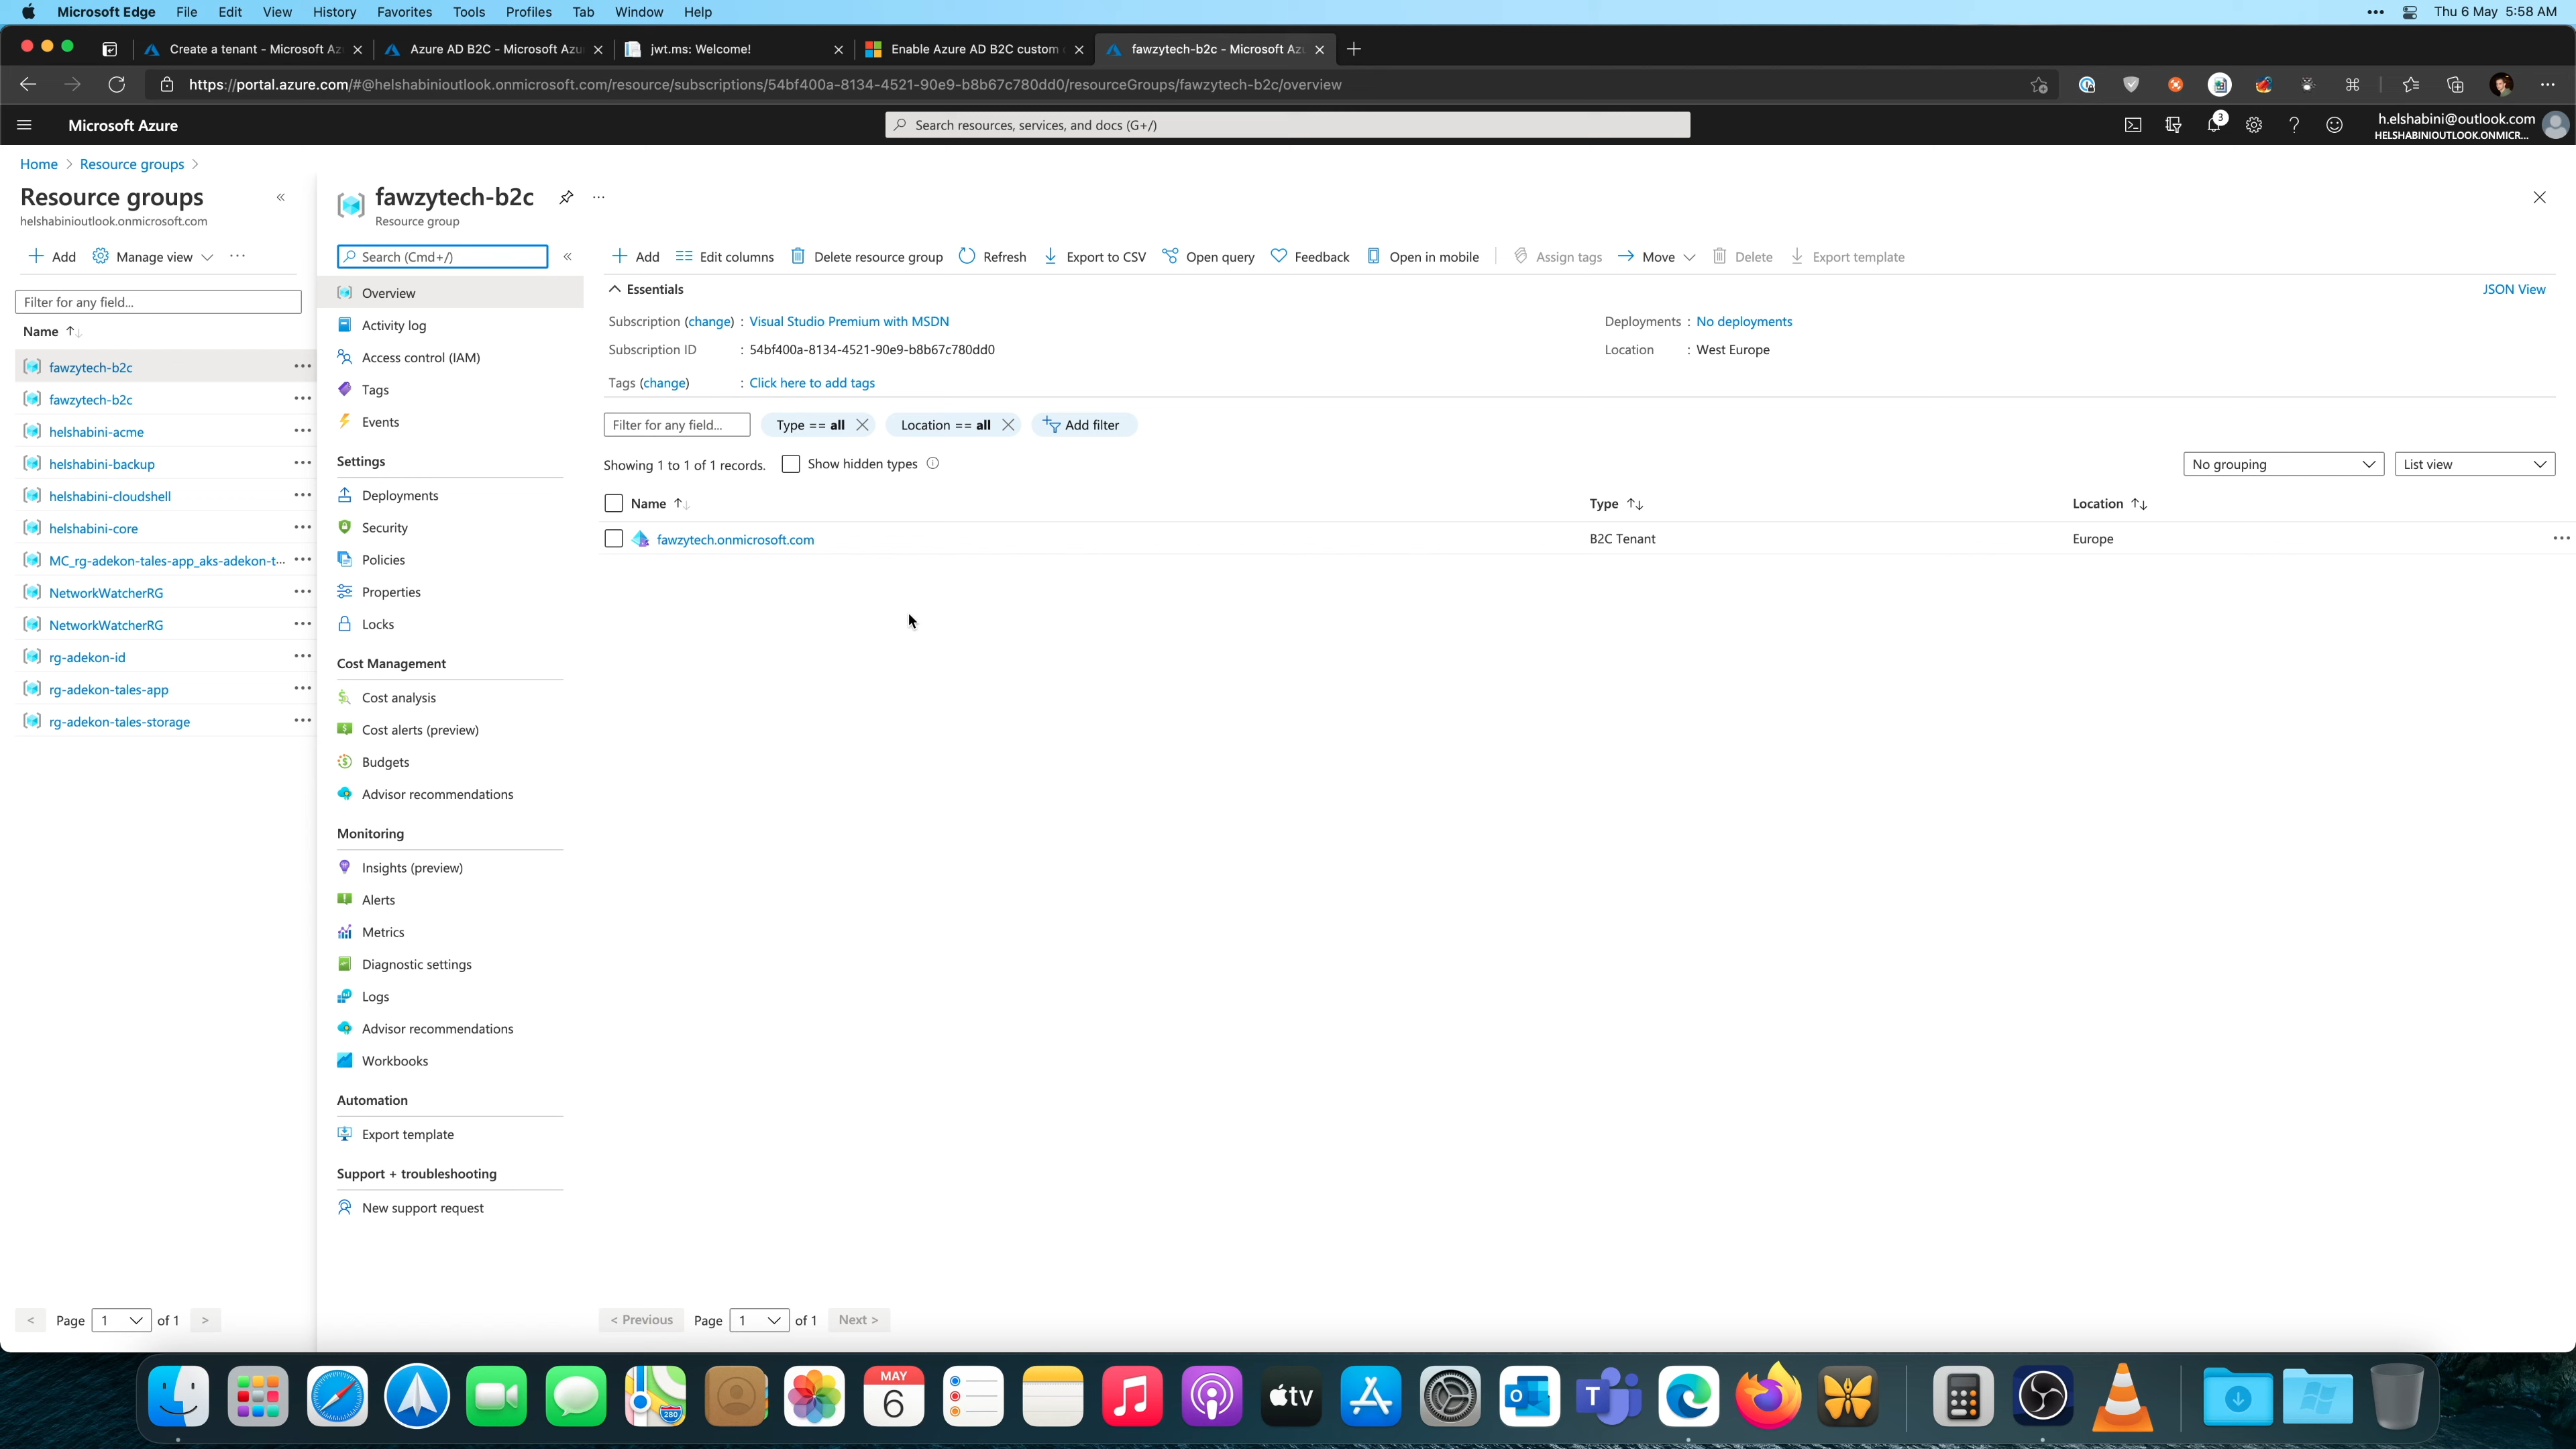 Microsoft Edge File Edit View History Favorites Tools Profiles Tab Window Help Thu 6 May 5:58 AM
Create a tenant - Microsoft Az Azure AD B2C - Microsoft Azu jwt.ms: Welcome! Enable Azure AD B2C custom fawzytech-b2c - Microsoft Az
https://portal.azure.com/#@helshabinioutlook.onmicrosoft.com/resource/subscriptions/54bf400a-8134-4521-90e9-b8b67c780dd0/resourceGroups/fawzytech-b2c/overview
Microsoft Azure
Search resources, services, and docs (G+/)
3
h.elshabini@outlook.com
HELSHABINIOUTLOOK.ONMICR...
Home > Resource groups >
Resource groups
helshabinioutlook.onmicrosoft.com
Add Manage view ...
Filter for any field...
Name
fawzytech-b2c
fawzytech-b2c
helshabini-acme
helshabini-backup
helshabini-cloudshell
helshabini-core
MC_rg-adekon-tales-app_aks-adekon-t...
NetworkWatcherRG
NetworkWatcherRG
rg-adekon-id
rg-adekon-tales-app
rg-adekon-tales-storage
< Page 1 of 1 >
fawzytech-b2c
Resource group
Search (Cmd+/)
Overview
Activity log
Access control (IAM)
Tags
Events
Settings
Deployments
Security
Policies
Properties
Locks
Cost Management
Cost analysis
Cost alerts (preview)
Budgets
Advisor recommendations
Monitoring
Insights (preview)
Alerts
Metrics
Diagnostic settings
Logs
Advisor recommendations
Workbooks
Automation
Export template
Support + troubleshooting
New support request
Add Edit columns Delete resource group Refresh Export to CSV Open query Feedback Open in mobile Assign tags Move Delete Export template
Essentials
JSON View
Subscription (change) : Visual Studio Premium with MSDN
Deployments : No deployments
Subscription ID : 54bf400a-8134-4521-90e9-b8b67c780dd0
Location : West Europe
Tags (change) : Click here to add tags
Filter for any field... Type == all Location == all Add filter
Showing 1 to 1 of 1 records. Show hidden types
No grouping List view
Name Type Location
fawzytech.onmicrosoft.com B2C Tenant Europe
< Previous Page 1 of 1 Next >
280
MAY
6
tv
T